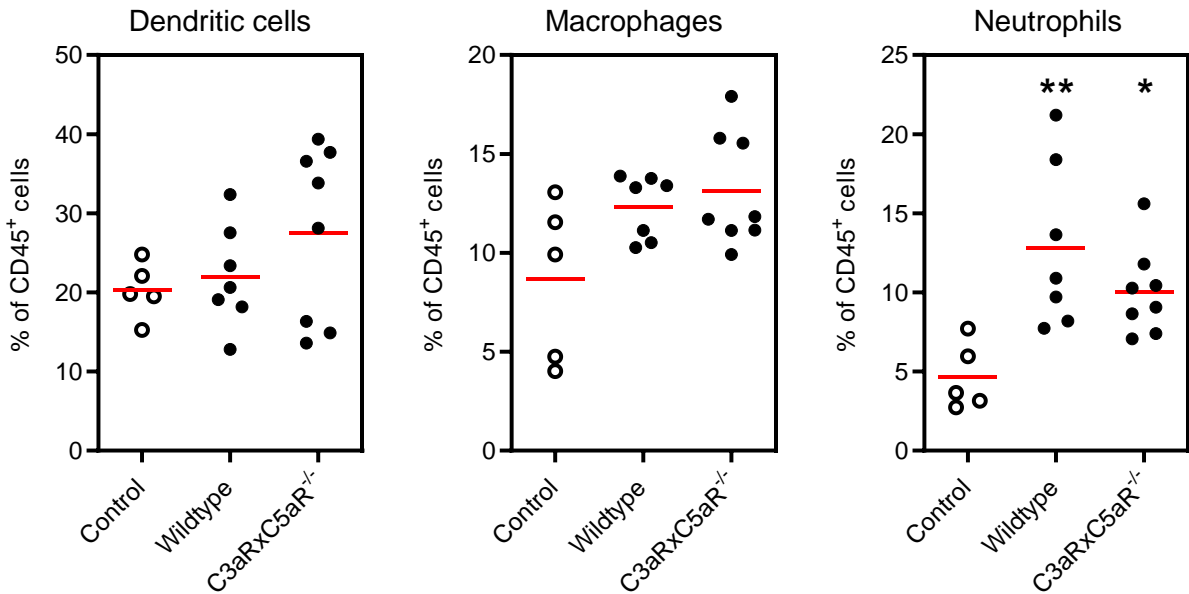 Dendritic cells
% of CD45⁺ cells
50
40
30
20
10
0
Control
Wildtype
C3aRxC5aR⁻/⁻
Macrophages
% of CD45⁺ cells
20
15
10
5
0
Control
Wildtype
C3aRxC5aR⁻/⁻
Neutrophils
% of CD45⁺ cells
25
20
15
10
5
0
** *
Control
Wildtype
C3aRxC5aR⁻/⁻